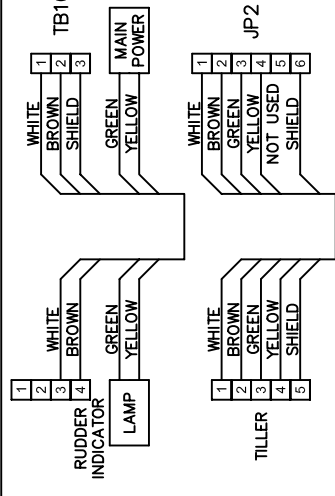 TB10
1
2
3
WHITE
BROWN
SHIELD
GREEN
YELLOW
MAIN
POWER
1
2
3
4
WHITE
BROWN
RUDDER
INDICATOR
GREEN
YELLOW
LAMP
JP2
1
2
3
4
5
6
WHITE
BROWN
GREEN
YELLOW
NOT USED
SHIELD
1
2
3
4
5
WHITE
BROWN
GREEN
YELLOW
SHIELD
TILLER